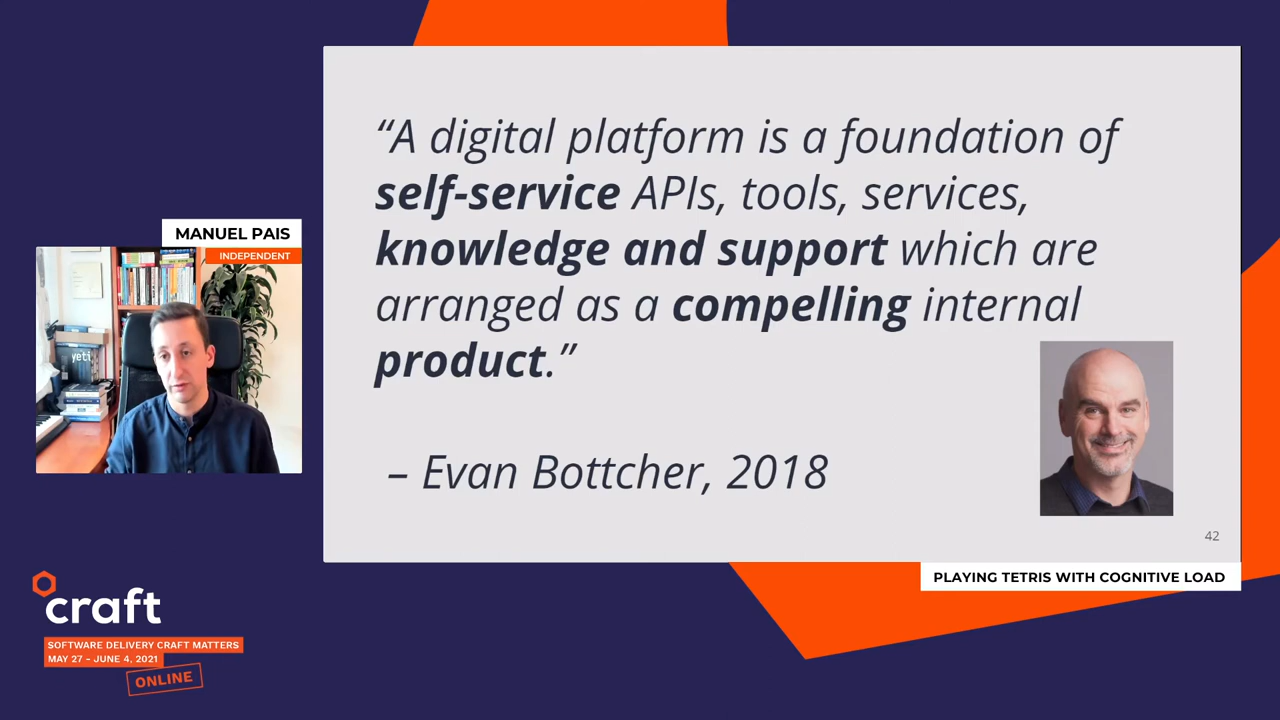 MANUEL PAIS
INDEPENDENT
yeti
“A digital platform is a foundation of
self-service APIs, tools, services,
knowledge and support which are
arranged as a compelling internal
product.”
– Evan Bottcher, 2018
42
PLAYING TETRIS WITH COGNITIVE LOAD
craft
SOFTWARE DELIVERY CRAFT MATTERS
MAY 27 - JUNE 4, 2021
ONLINE